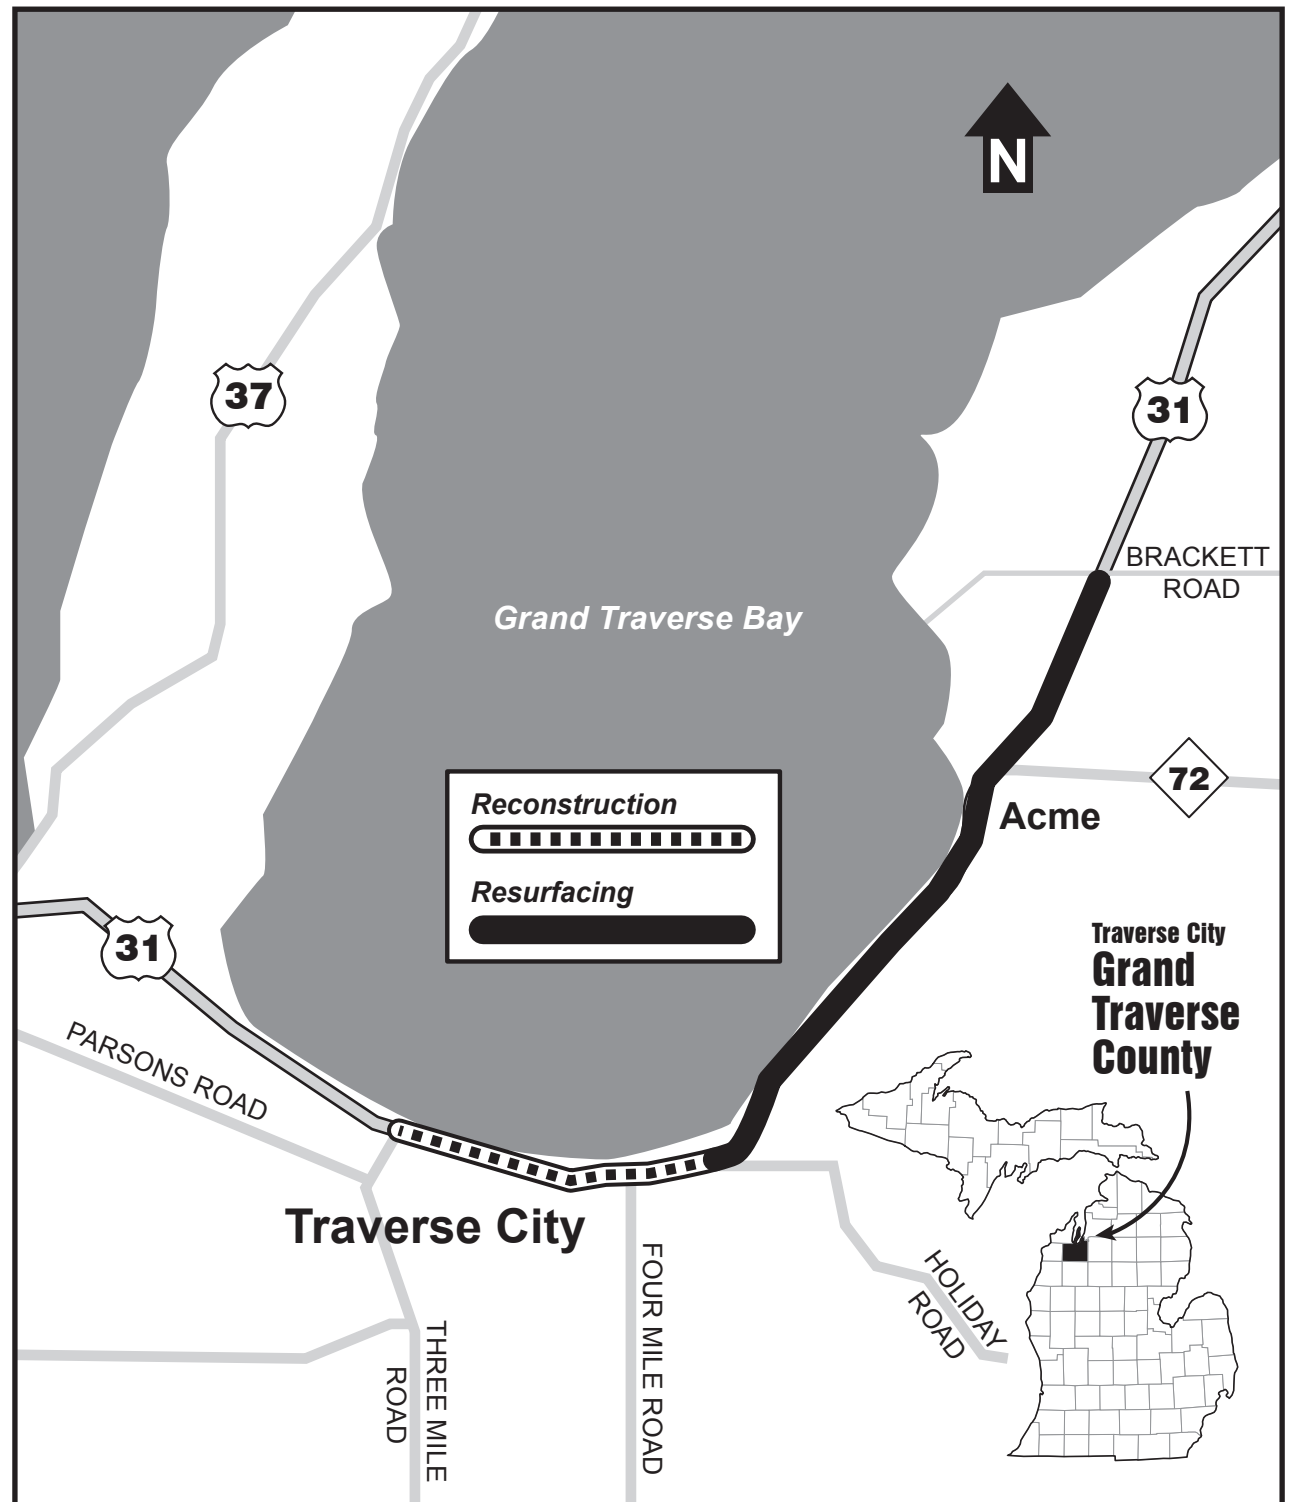 N
37
31
BRACKETT
ROAD
Grand Traverse Bay
72
Reconstruction
Acme
Resurfacing
31
Traverse City
Grand
Traverse
County
PARSONS ROAD
Traverse City
FOUR MILE ROAD
HOLIDAY
ROAD
THREE MILE
ROAD